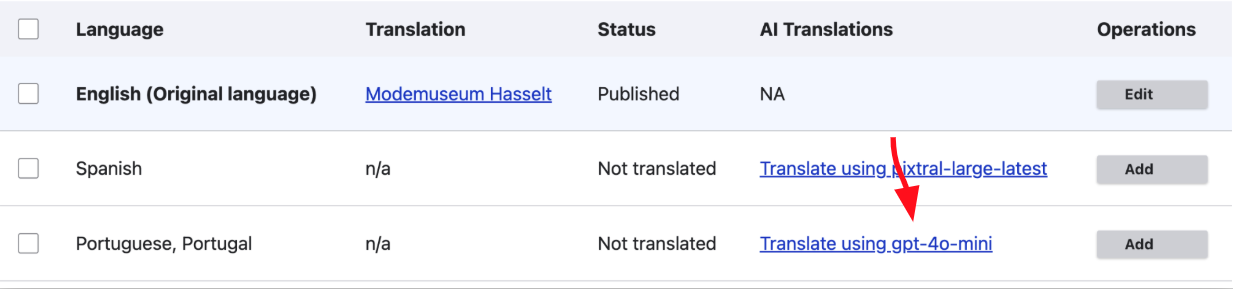 Language Translation Status AI Translations Operations
English (Original language) Modemuseum Hasselt Published NA Edit
Spanish n/a Not translated Translate using pixtral-large-latest Add
Portuguese, Portugal n/a Not translated Translate using gpt-4o-mini Add